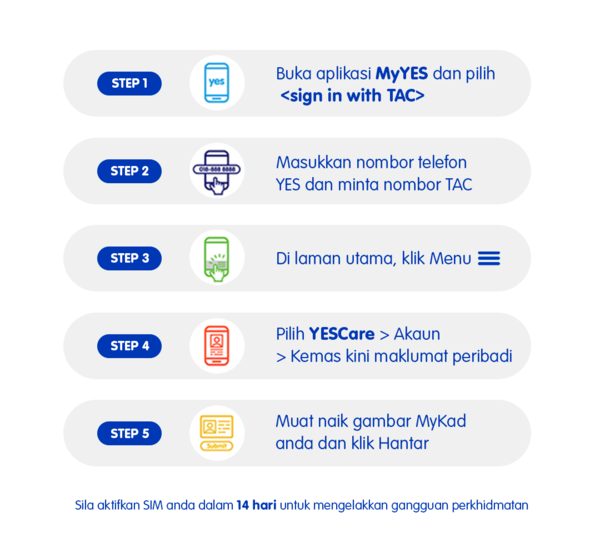 STEP 1
yes
Buka aplikasi MyYES dan pilih
<sign in with TAC>
STEP 2
018-888 8888
Masukkan nombor telefon
YES dan minta nombor TAC
STEP 3
Di laman utama, klik Menu
STEP 4
Pilih YESCare > Akaun
> Kemas kini maklumat peribadi
STEP 5
Submit
Muat naik gambar MyKad
anda dan klik Hantar
Sila aktifkan SIM anda dalam 14 hari untuk mengelakkan gangguan perkhidmatan